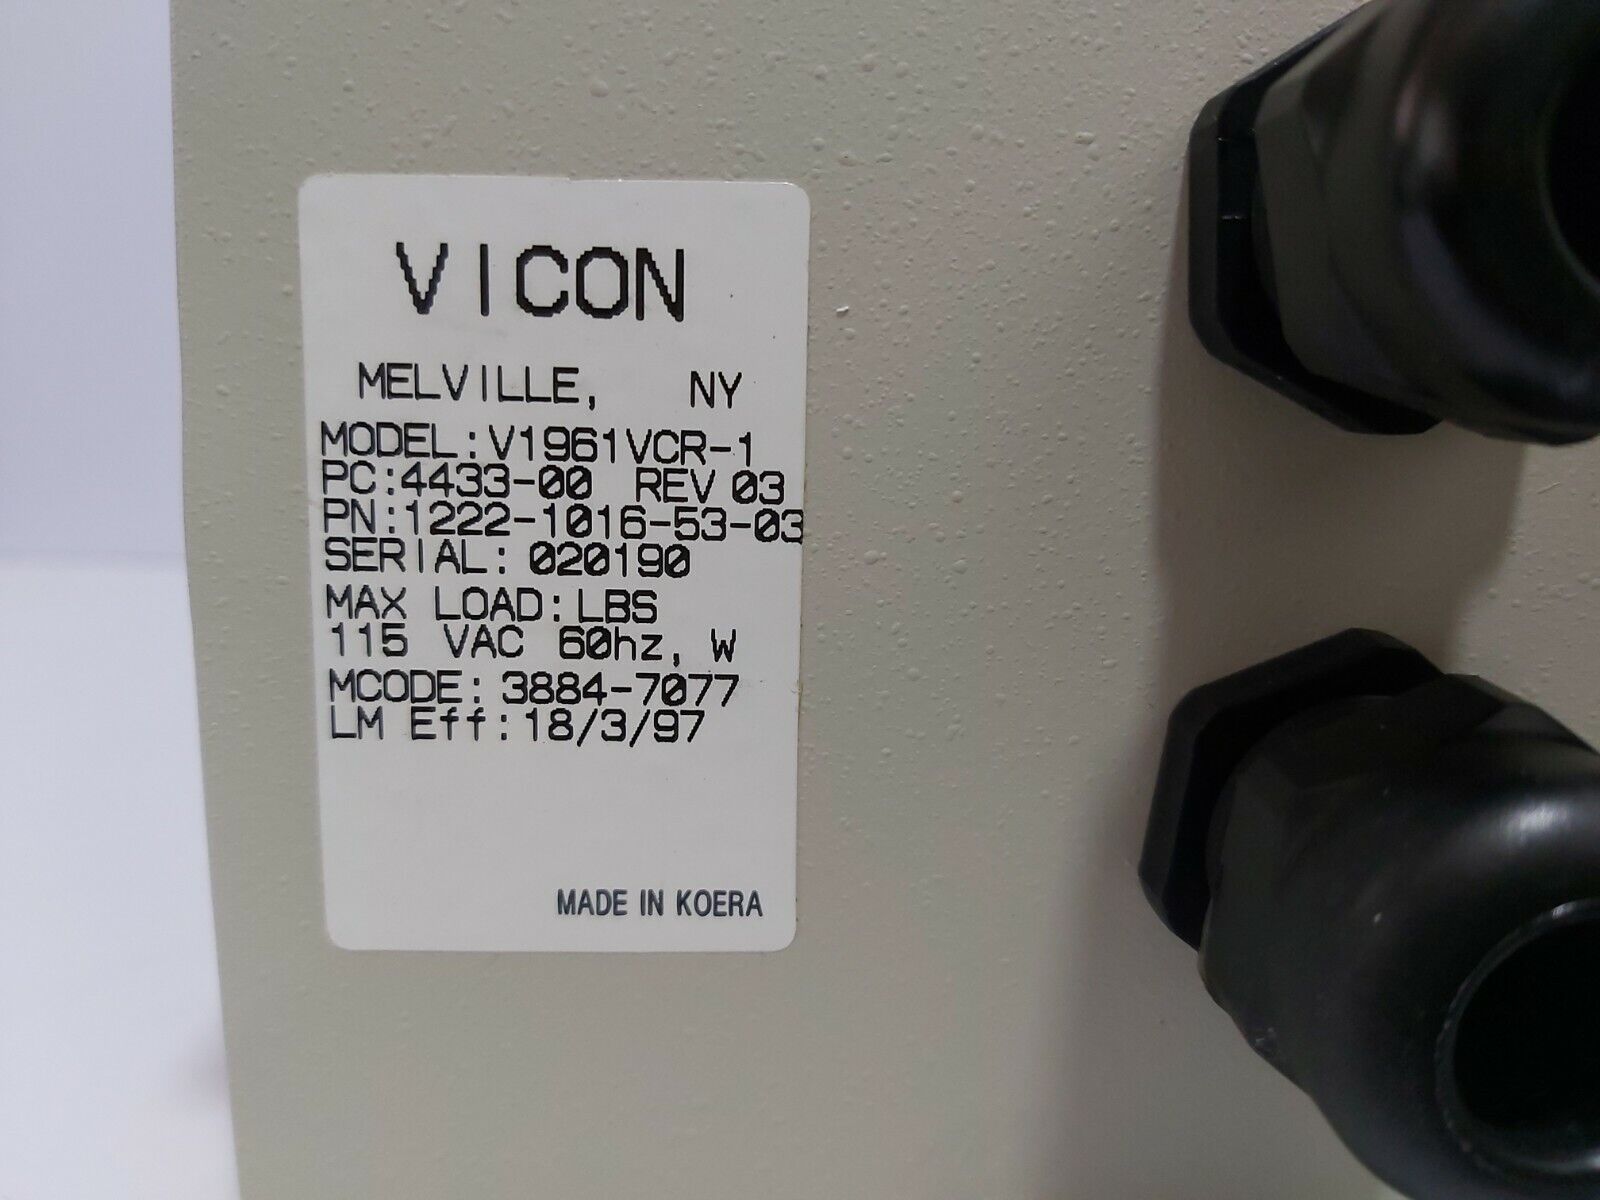 VICON
MELVILLE, NY
MODEL:V1961VCR-1
PC:4433-00 REV 03
PN:1222-1016-53-03
SERIAL: 020190
MAX LOAD:LBS
115 VAC 60hz, W
MCODE: 3884-7077
LM Eff:18/3/97
MADE IN KOERA